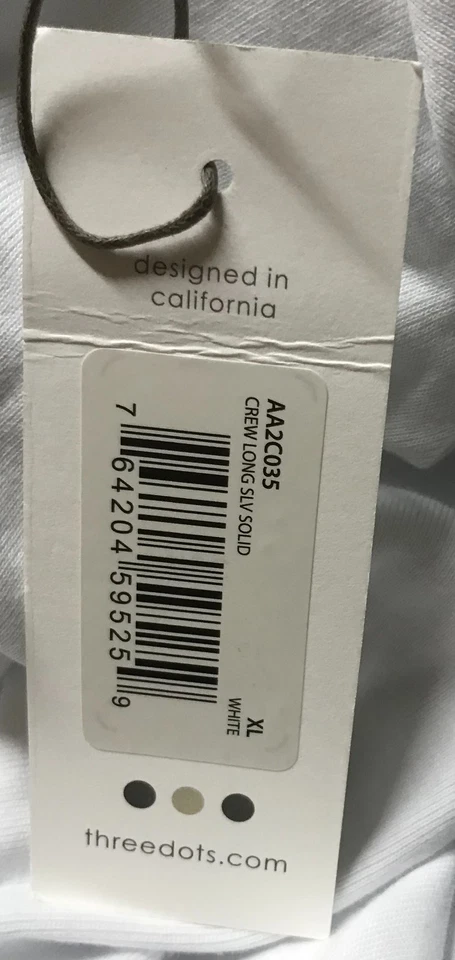 designed in
california
AA2C035
CREW LONG SLV SOLID
XL
WHITE
7 64204 59525 9
threedots.com